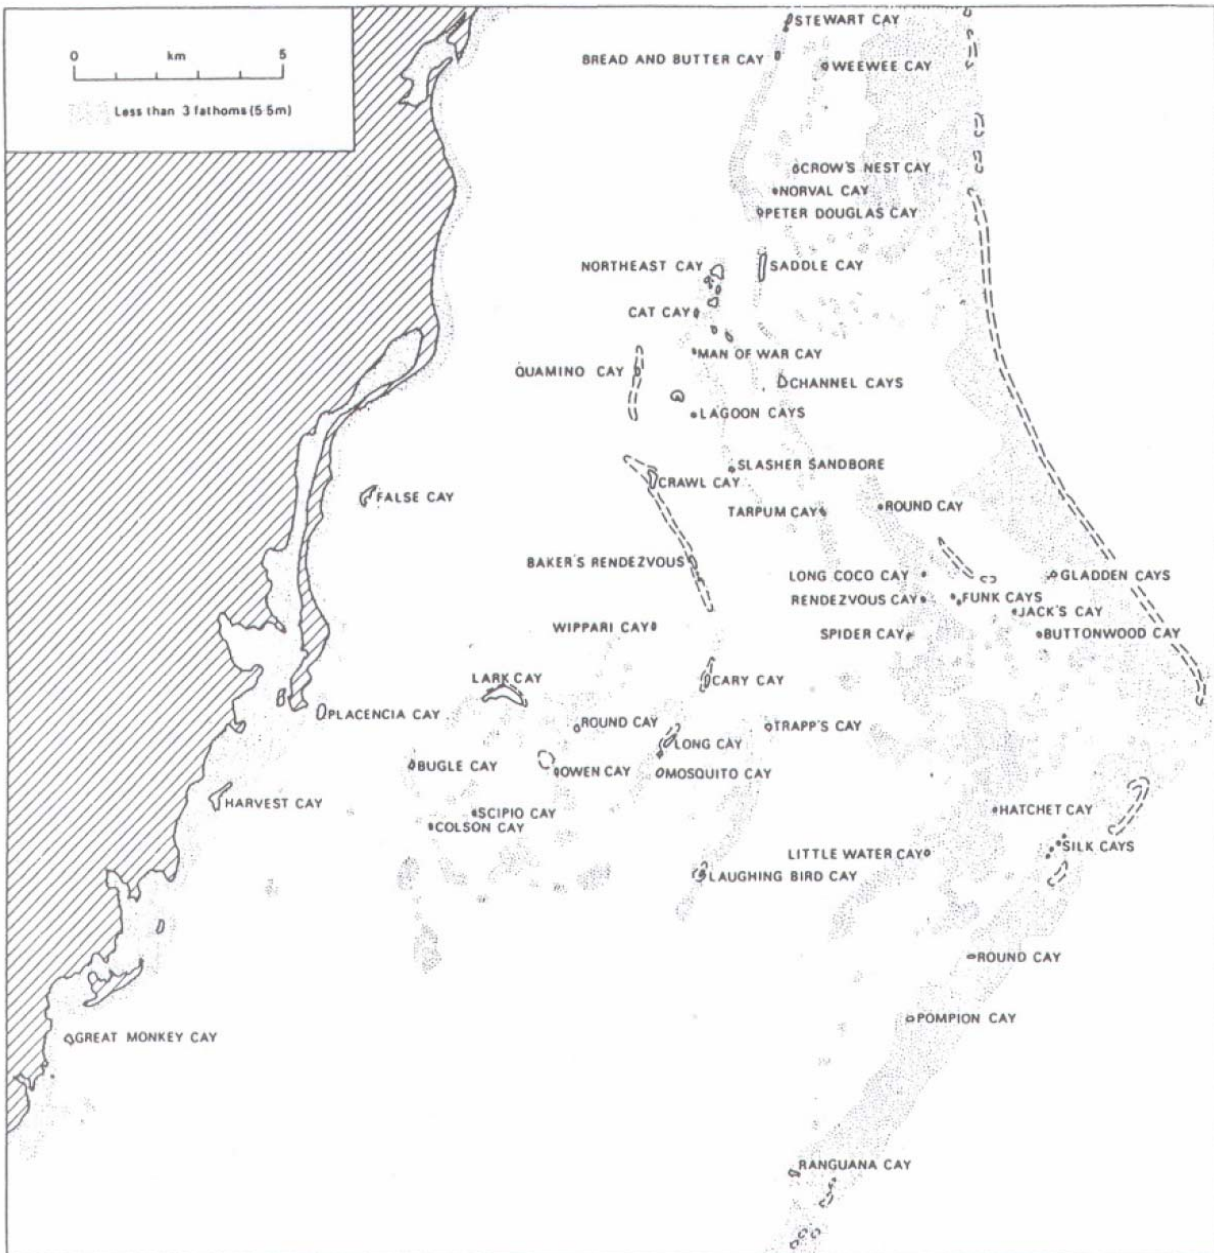 STEWART CAY
0 km 5
BREAD AND BUTTER CAY
WEEWEE CAY
Less than 3 fathoms (5·5m)
CROW'S NEST CAY
NORVAL CAY
PETER DOUGLAS CAY
NORTHEAST CAY
SADDLE CAY
CAT CAY
MAN OF WAR CAY
QUAMINO CAY
CHANNEL CAYS
LAGOON CAYS
SLASHER SANDBORE
CRAWL CAY
FALSE CAY
TARPUM CAY
ROUND CAY
BAKER'S RENDEZVOUS
LONG COCO CAY
GLADDEN CAYS
RENDEZVOUS CAY
FUNK CAYS
JACK'S CAY
WIPPARI CAY
SPIDER CAY
BUTTONWOOD CAY
LARK CAY
CARY CAY
PLACENCIA CAY
ROUND CAY
TRAPP'S CAY
LONG CAY
BUGLE CAY
OWEN CAY
MOSQUITO CAY
HARVEST CAY
SCIPIO CAY
HATCHET CAY
COLSON CAY
SILK CAYS
LITTLE WATER CAY
LAUGHING BIRD CAY
ROUND CAY
POMPION CAY
GREAT MONKEY CAY
RANGUANA CAY